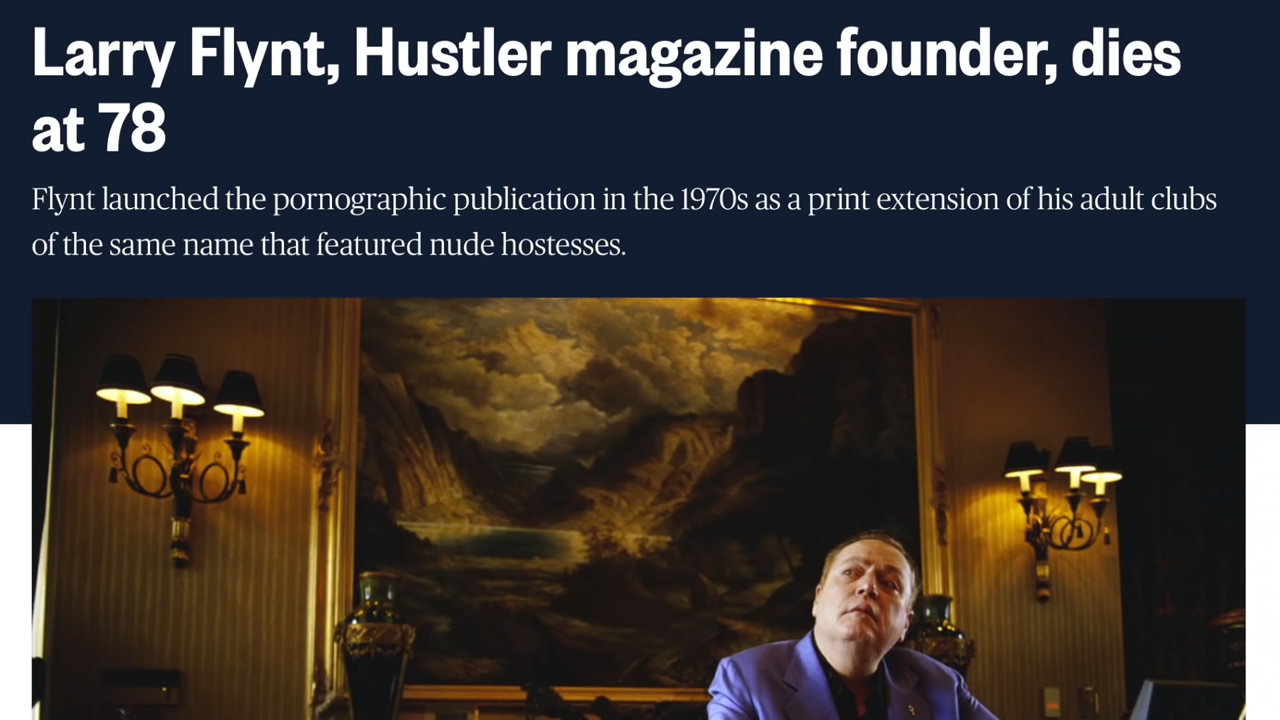 Larry Flynt, Hustler magazine founder, dies
at 78
Flynt launched the pornographic publication in the 1970s as a print extension of his adult clubs
of the same name that featured nude hostesses.